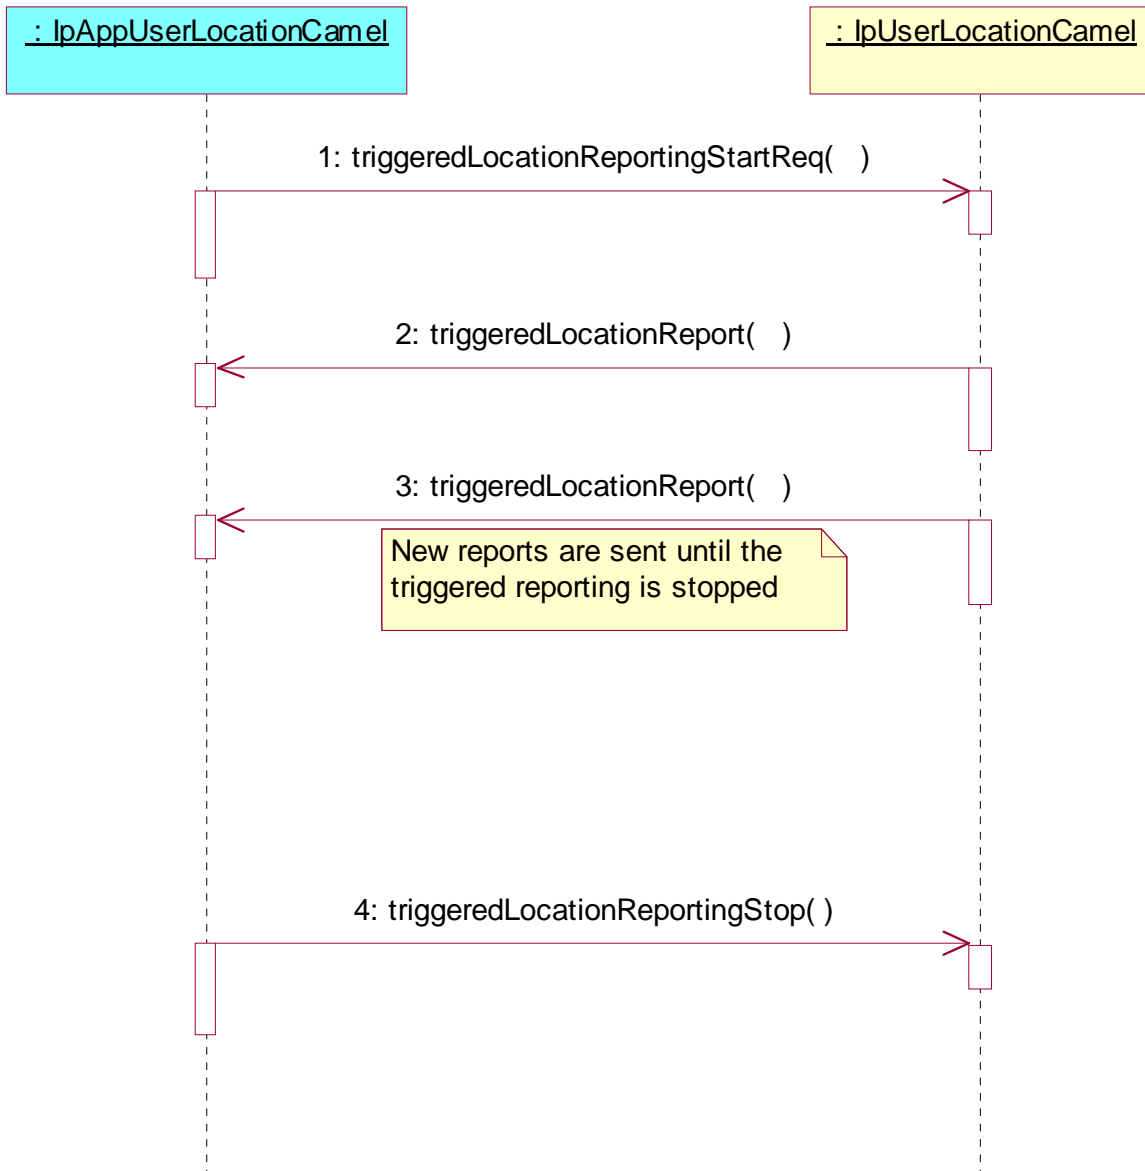 : IpAppUserLocationCamel
: IpUserLocationCamel
1: triggeredLocationReportingStartReq( )
2: triggeredLocationReport( )
3: triggeredLocationReport( )
New reports are sent until the
triggered reporting is stopped
4: triggeredLocationReportingStop( )